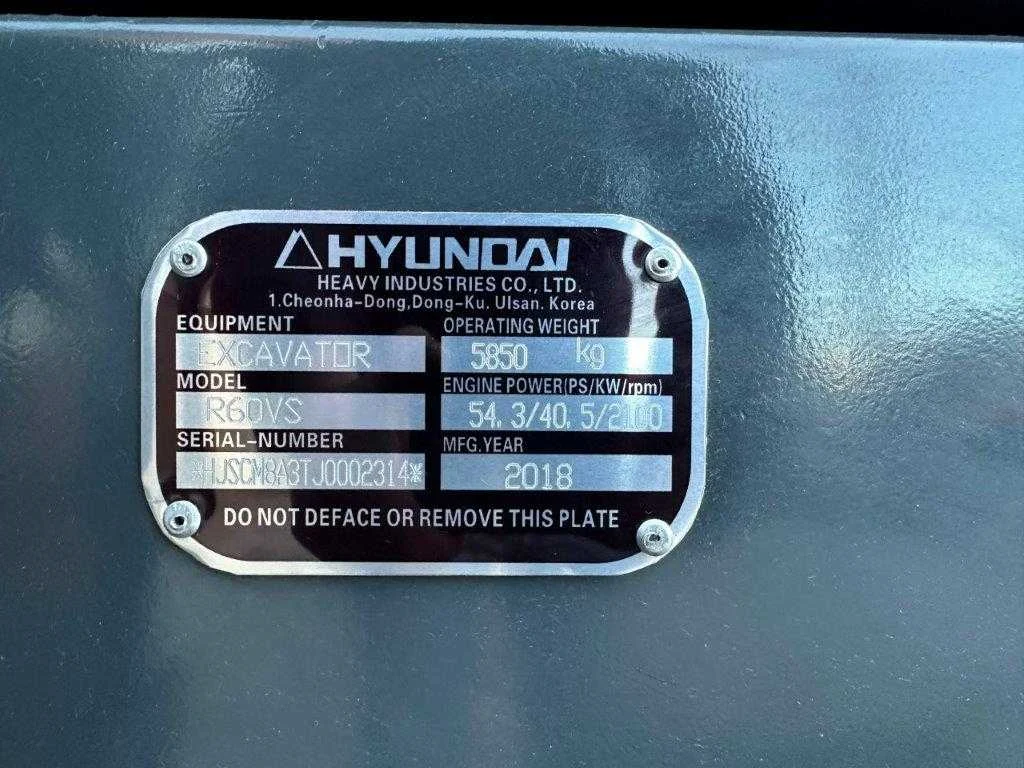 HYUNDAI
HEAVY INDUSTRIES CO., LTD.
1.Cheonha-Dong,Dong-Ku. Ulsan. Korea
EQUIPMENT
EXCAVATOR
OPERATING WEIGHT
5850 kg
MODEL
R60VS
ENGINE POWER(PS/KW/rpm)
54.3/40.5/2100
SERIAL-NUMBER
*HJSCM8A3TJ0002314*
MFG.YEAR
2018
DO NOT DEFACE OR REMOVE THIS PLATE